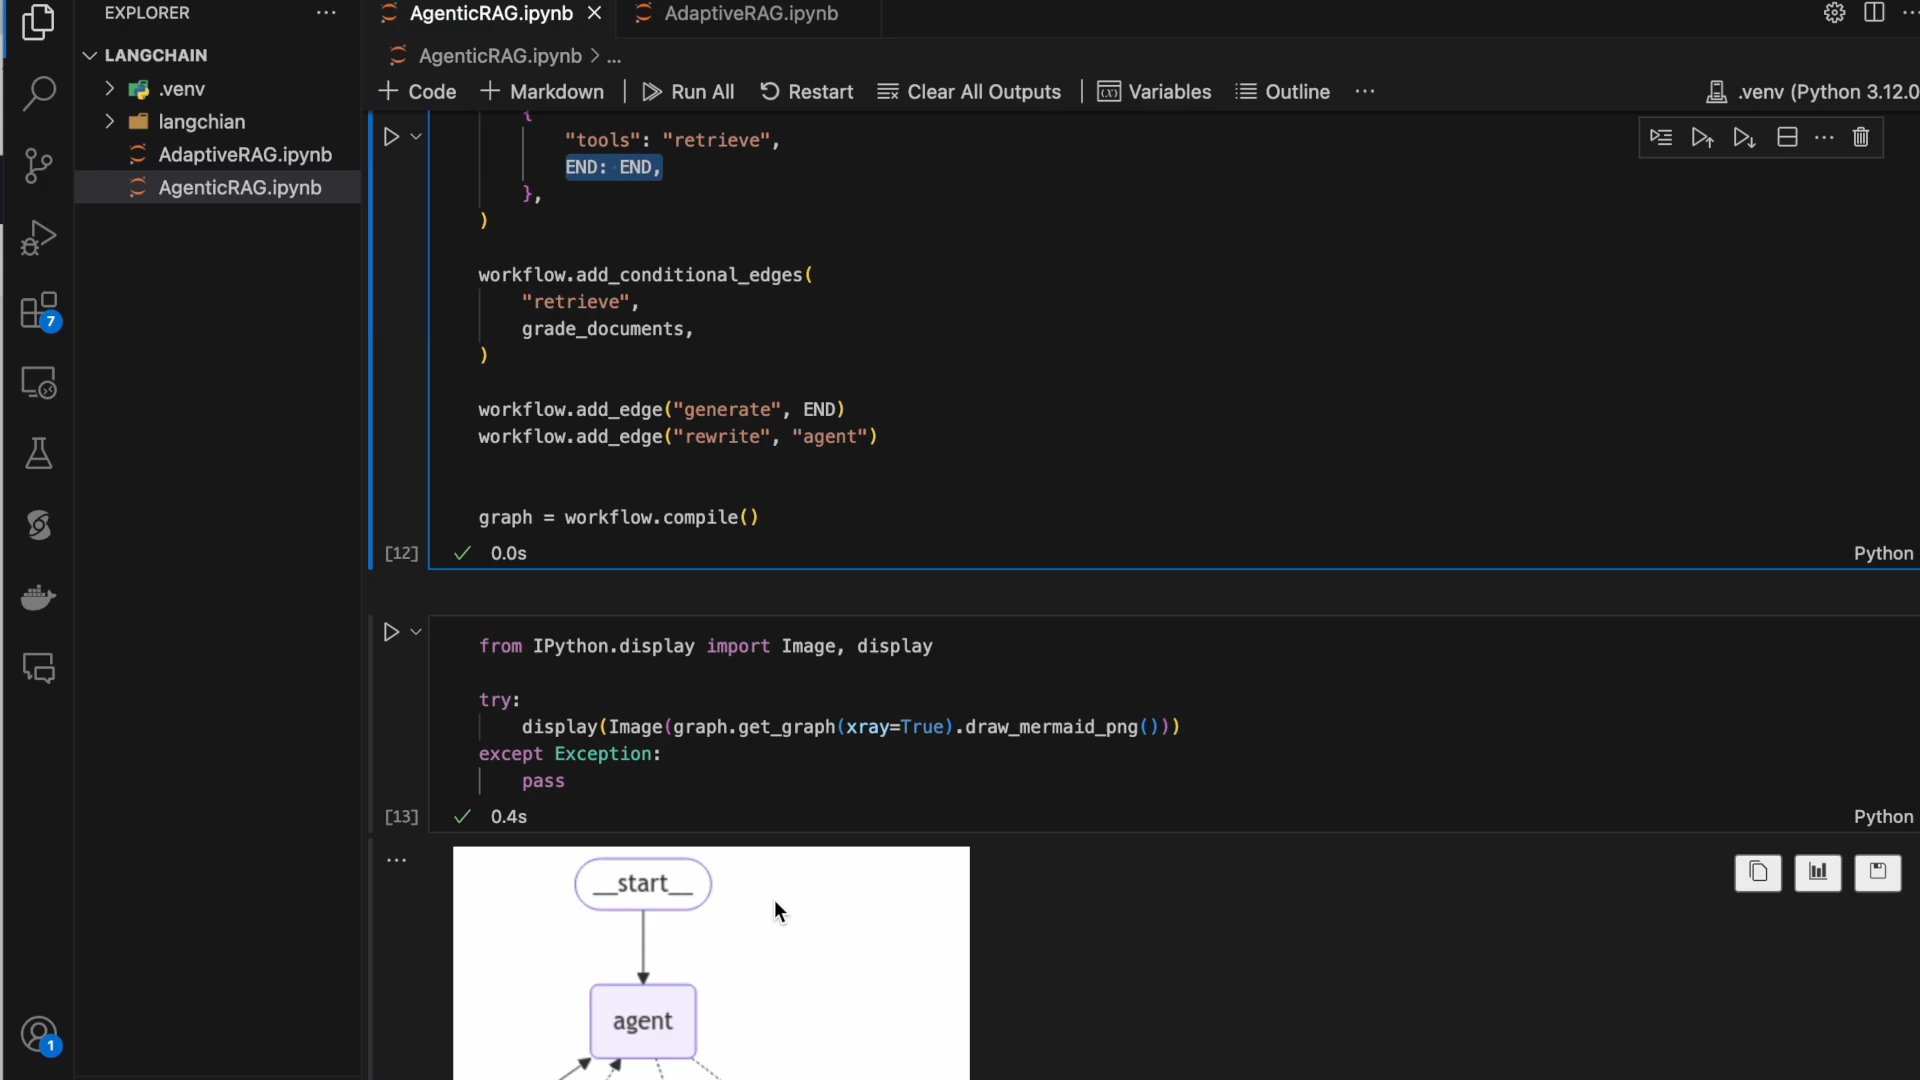 EXPLORER
LANGCHAIN
.venv
langchian
AdaptiveRAG.ipynb
AgenticRAG.ipynb
7
1
AgenticRAG.ipynb
AdaptiveRAG.ipynb
AgenticRAG.ipynb > ...
+ Code + Markdown Run All Restart Clear All Outputs Variables Outline ...
.venv (Python 3.12.0
{
"tools": "retrieve",
END: END,
},
)
workflow.add_conditional_edges(
"retrieve",
grade_documents,
)
workflow.add_edge("generate", END)
workflow.add_edge("rewrite", "agent")
graph = workflow.compile()
[12] 0.0s Python
from IPython.display import Image, display
try:
display(Image(graph.get_graph(xray=True).draw_mermaid_png()))
except Exception:
pass
[13] 0.4s Python
__start__
agent